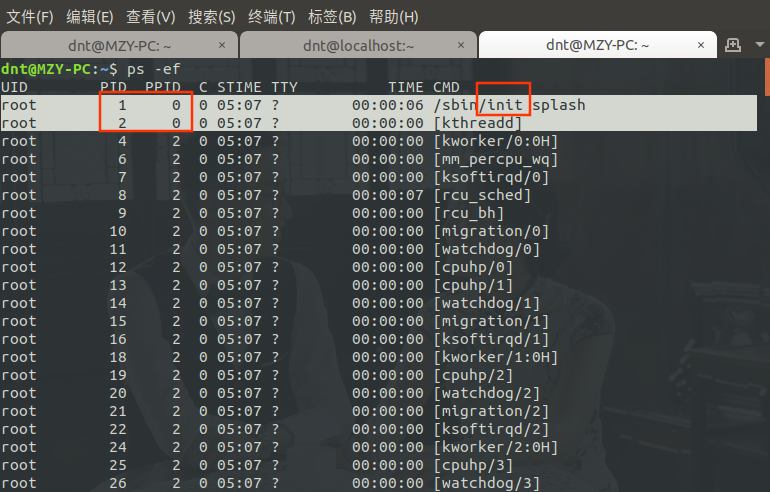 文件(F) 编辑(E) 查看(V) 搜索(S) 终端(T) 标签(B) 帮助(H)
dnt@MZY-PC: ~ × dnt@localhost:~ × dnt@MZY-PC: ~ ×
dnt@MZY-PC:~$ ps -ef
UID PID PPID C STIME TTY TIME CMD
root 1 0 0 05:07 ? 00:00:06 /sbin/init splash
root 2 0 0 05:07 ? 00:00:00 [kthreadd]
root 4 2 0 05:07 ? 00:00:00 [kworker/0:0H]
root 6 2 0 05:07 ? 00:00:00 [mm_percpu_wq]
root 7 2 0 05:07 ? 00:00:00 [ksoftirqd/0]
root 8 2 0 05:07 ? 00:00:07 [rcu_sched]
root 9 2 0 05:07 ? 00:00:00 [rcu_bh]
root 10 2 0 05:07 ? 00:00:00 [migration/0]
root 11 2 0 05:07 ? 00:00:00 [watchdog/0]
root 12 2 0 05:07 ? 00:00:00 [cpuhp/0]
root 13 2 0 05:07 ? 00:00:00 [cpuhp/1]
root 14 2 0 05:07 ? 00:00:00 [watchdog/1]
root 15 2 0 05:07 ? 00:00:00 [migration/1]
root 16 2 0 05:07 ? 00:00:00 [ksoftirqd/1]
root 18 2 0 05:07 ? 00:00:00 [kworker/1:0H]
root 19 2 0 05:07 ? 00:00:00 [cpuhp/2]
root 20 2 0 05:07 ? 00:00:00 [watchdog/2]
root 21 2 0 05:07 ? 00:00:00 [migration/2]
root 22 2 0 05:07 ? 00:00:00 [ksoftirqd/2]
root 24 2 0 05:07 ? 00:00:00 [kworker/2:0H]
root 25 2 0 05:07 ? 00:00:00 [cpuhp/3]
root 26 2 0 05:07 ? 00:00:00 [watchdog/3]